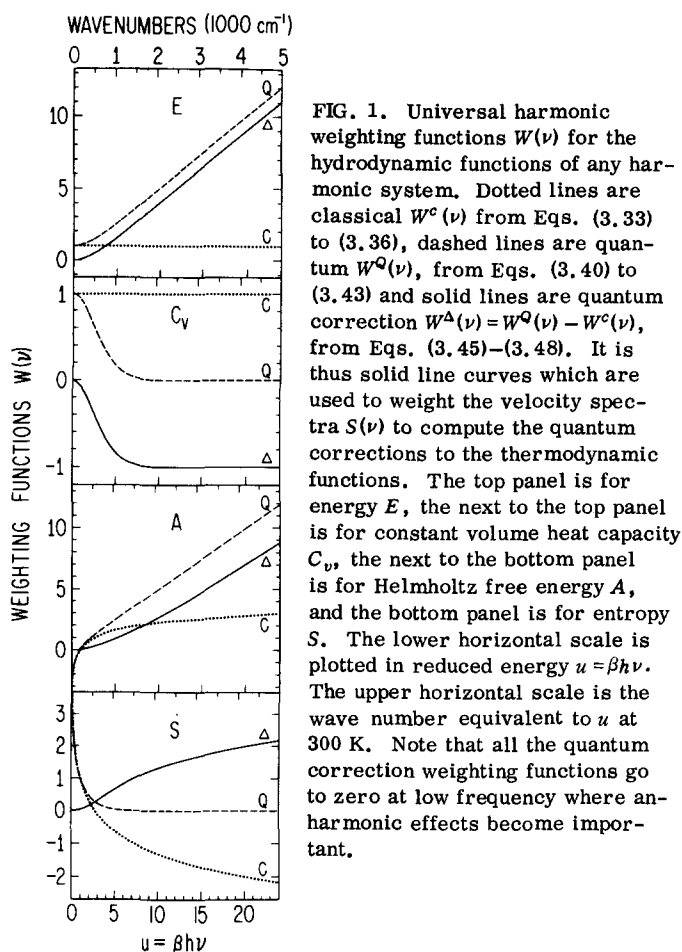 WAVENUMBERS (1000 cm⁻¹)
0 1 2 3 4 5
WEIGHTING FUNCTIONS W(ν)
E
Q
Δ
C
10
5
0
C_V
C
Q
Δ
1
0
-1
A
Q
Δ
C
10
5
0
S
Δ
Q
C
3
2
1
0
-1
-2
0 5 10 15 20
u = βhν
FIG. 1. Universal harmonic
weighting functions W(ν) for the
hydrodynamic functions of any har-
monic system. Dotted lines are
classical Wᶜ(ν) from Eqs. (3.33)
to (3.36), dashed lines are quan-
tum W^Q(ν), from Eqs. (3.40) to
(3.43) and solid lines are quantum
correction W^Δ(ν) = W^Q(ν) − Wᶜ(ν),
from Eqs. (3.45)–(3.48). It is
thus solid line curves which are
used to weight the velocity spec-
tra S(ν) to compute the quantum
corrections to the thermodynamic
functions. The top panel is for
energy E, the next to the top panel
is for constant volume heat capacity
C_v, the next to the bottom panel
is for Helmholtz free energy A,
and the bottom panel is for entropy
S. The lower horizontal scale is
plotted in reduced energy u = βhν.
The upper horizontal scale is the
wave number equivalent to u at
300 K. Note that all the quantum
correction weighting functions go
to zero at low frequency where an-
harmonic effects become impor-
tant.